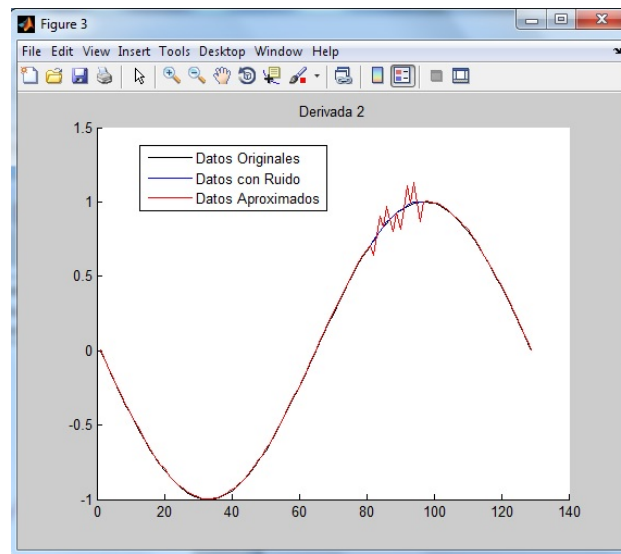 Figure 3
File Edit View Insert Tools Desktop Window Help
Derivada 2
1.5
Datos Originales
Datos con Ruido
Datos Aproximados
1
0.5
0
-0.5
-1
0 20 40 60 80 100 120 140